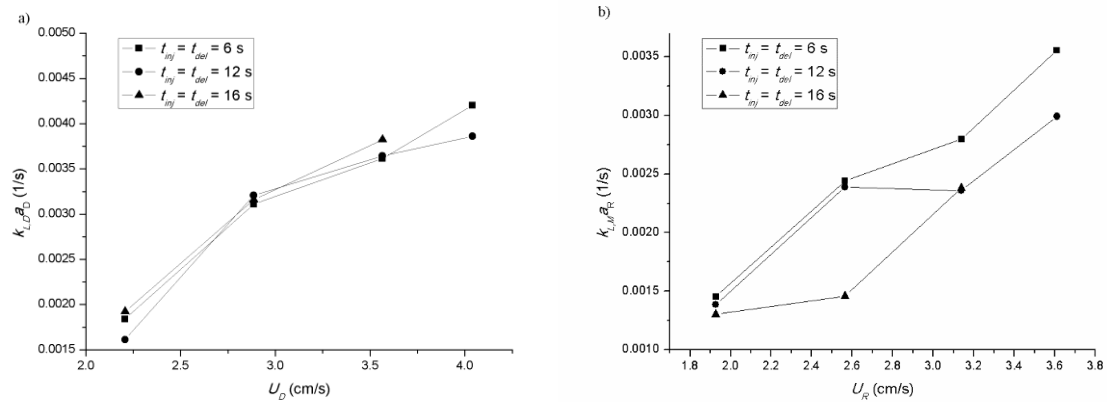 a)
t_inj = t_del = 6 s
t_inj = t_del = 12 s
t_inj = t_del = 16 s
0.0050
0.0045
0.0040
0.0035
0.0030
0.0025
0.0020
0.0015
k_L,D a_D (1/s)
2.0 2.5 3.0 3.5 4.0
U_D (cm/s)
b)
t_inj = t_del = 6 s
t_inj = t_del = 12 s
t_inj = t_del = 16 s
0.0035
0.0030
0.0025
0.0020
0.0015
0.0010
k_L,M a_R (1/s)
1.8 2.0 2.2 2.4 2.6 2.8 3.0 3.2 3.4 3.6 3.8
U_R (cm/s)